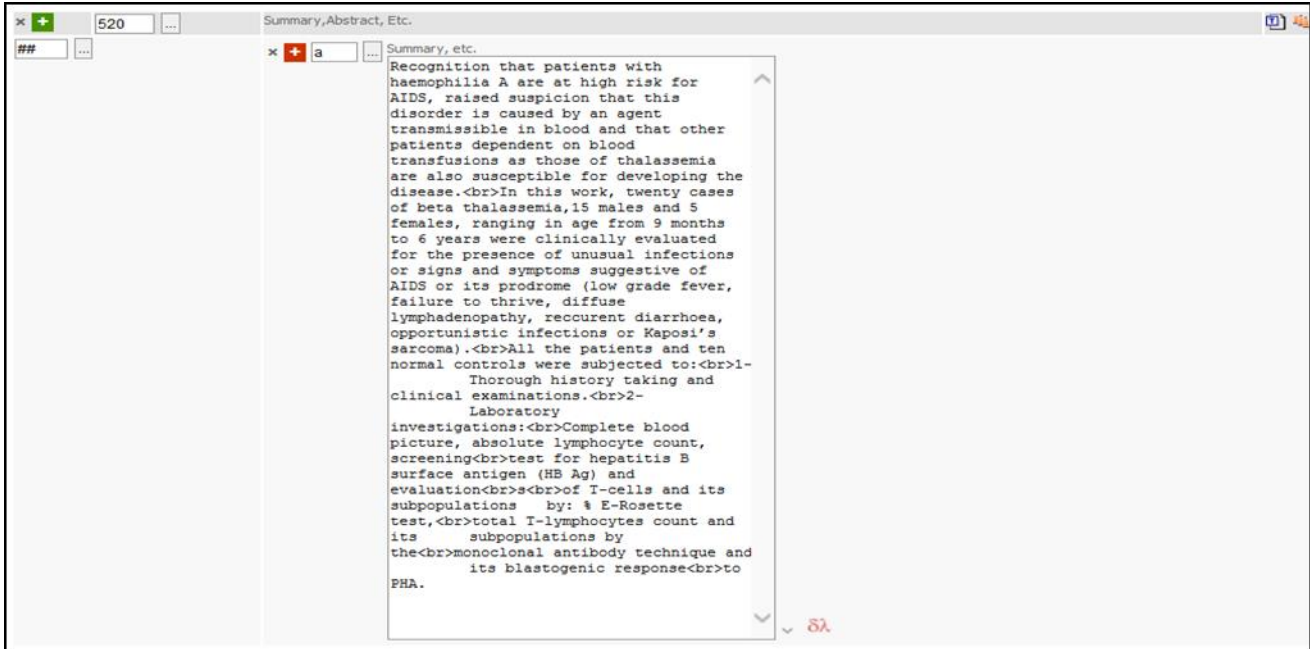 × + 520 ... Summary,Abstract, Etc.
## ... × + a ... Summary, etc.
Recognition that patients with
haemophilia A are at high risk for
AIDS, raised suspicion that this
disorder is caused by an agent
transmissible in blood and that other
patients dependent on blood
transfusions as those of thalassemia
are also susceptible for developing the
disease.<br>In this work, twenty cases
of beta thalassemia,15 males and 5
females, ranging in age from 9 months
to 6 years were clinically evaluated
for the presence of unusual infections
or signs and symptoms suggestive of
AIDS or its prodrome (low grade fever,
failure to thrive, diffuse
lymphadenopathy, reccurent diarrhoea,
opportunistic infections or Kaposi’s
sarcoma).<br>All the patients and ten
normal controls were subjected to:<br>1-
Thorough history taking and
clinical examinations.<br>2-
Laboratory
investigations:<br>Complete blood
picture, absolute lymphocyte count,
screening<br>test for hepatitis B
surface antigen (HB Ag) and
evaluation<br>s<br>of T-cells and its
subpopulations by: % E-Rosette
test,<br>total T-lymphocytes count and
its subpopulations by
the<br>monoclonal antibody technique and
its blastogenic response<br>to
PHA.
δλ